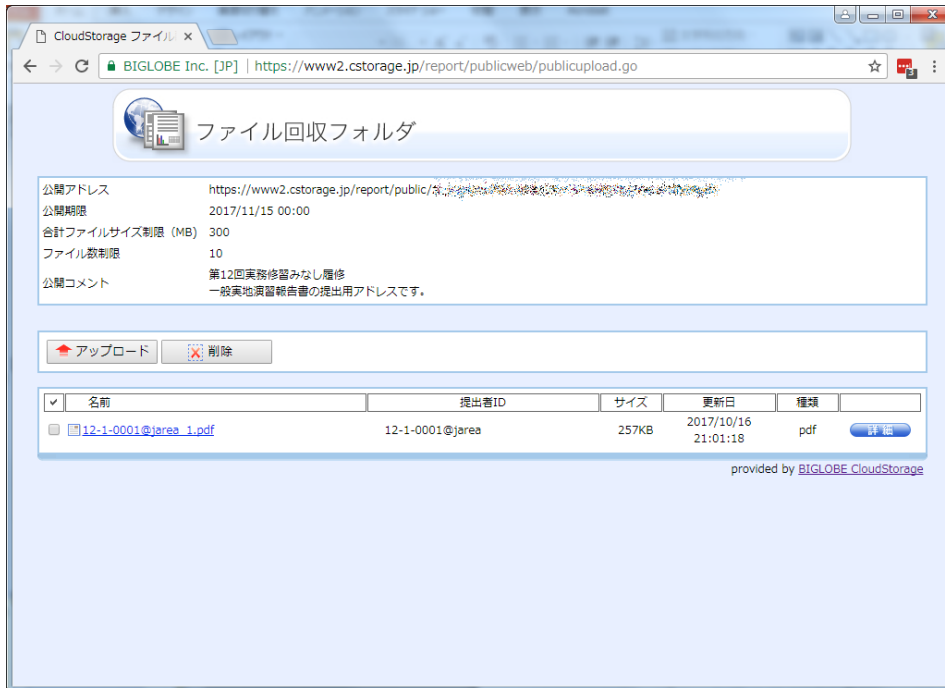 CloudStorage ファイル
BIGLOBE Inc. [JP] | https://www2.cstorage.jp/report/publicweb/publicupload.go
3
ファイル回収フォルダ
公開アドレス https://www2.cstorage.jp/report/public/
公開期限 2017/11/15 00:00
合計ファイルサイズ制限（MB） 300
ファイル数制限 10
公開コメント 第12回実務修習みなし履修
一般実地演習報告書の提出用アドレスです。
アップロード 削除
名前 提出者ID サイズ 更新日 種類
12-1-0001@jarea_1.pdf 12-1-0001@jarea 257KB 2017/10/16 21:01:18 pdf 詳細
provided by BIGLOBE CloudStorage